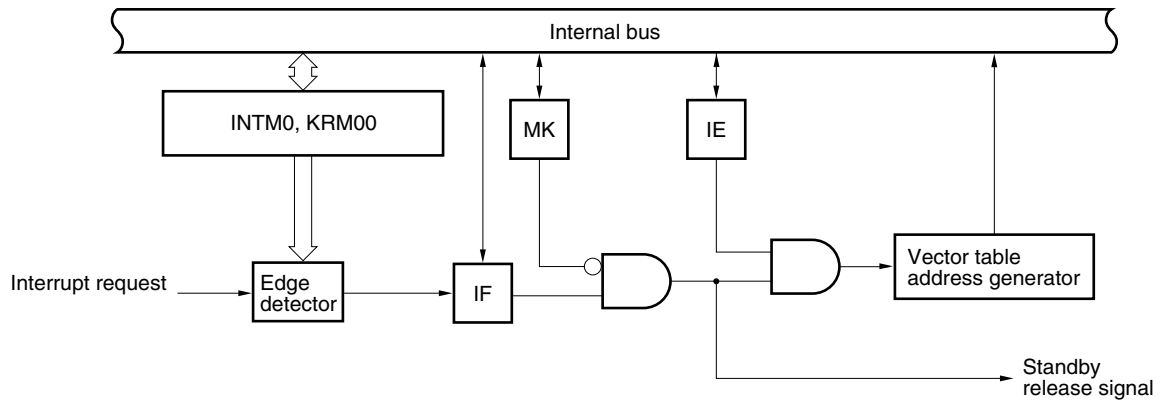 Internal bus
INTM0, KRM00
MK
IE
Interrupt request
Edge
detector
IF
Vector table
address generator
Standby
release signal